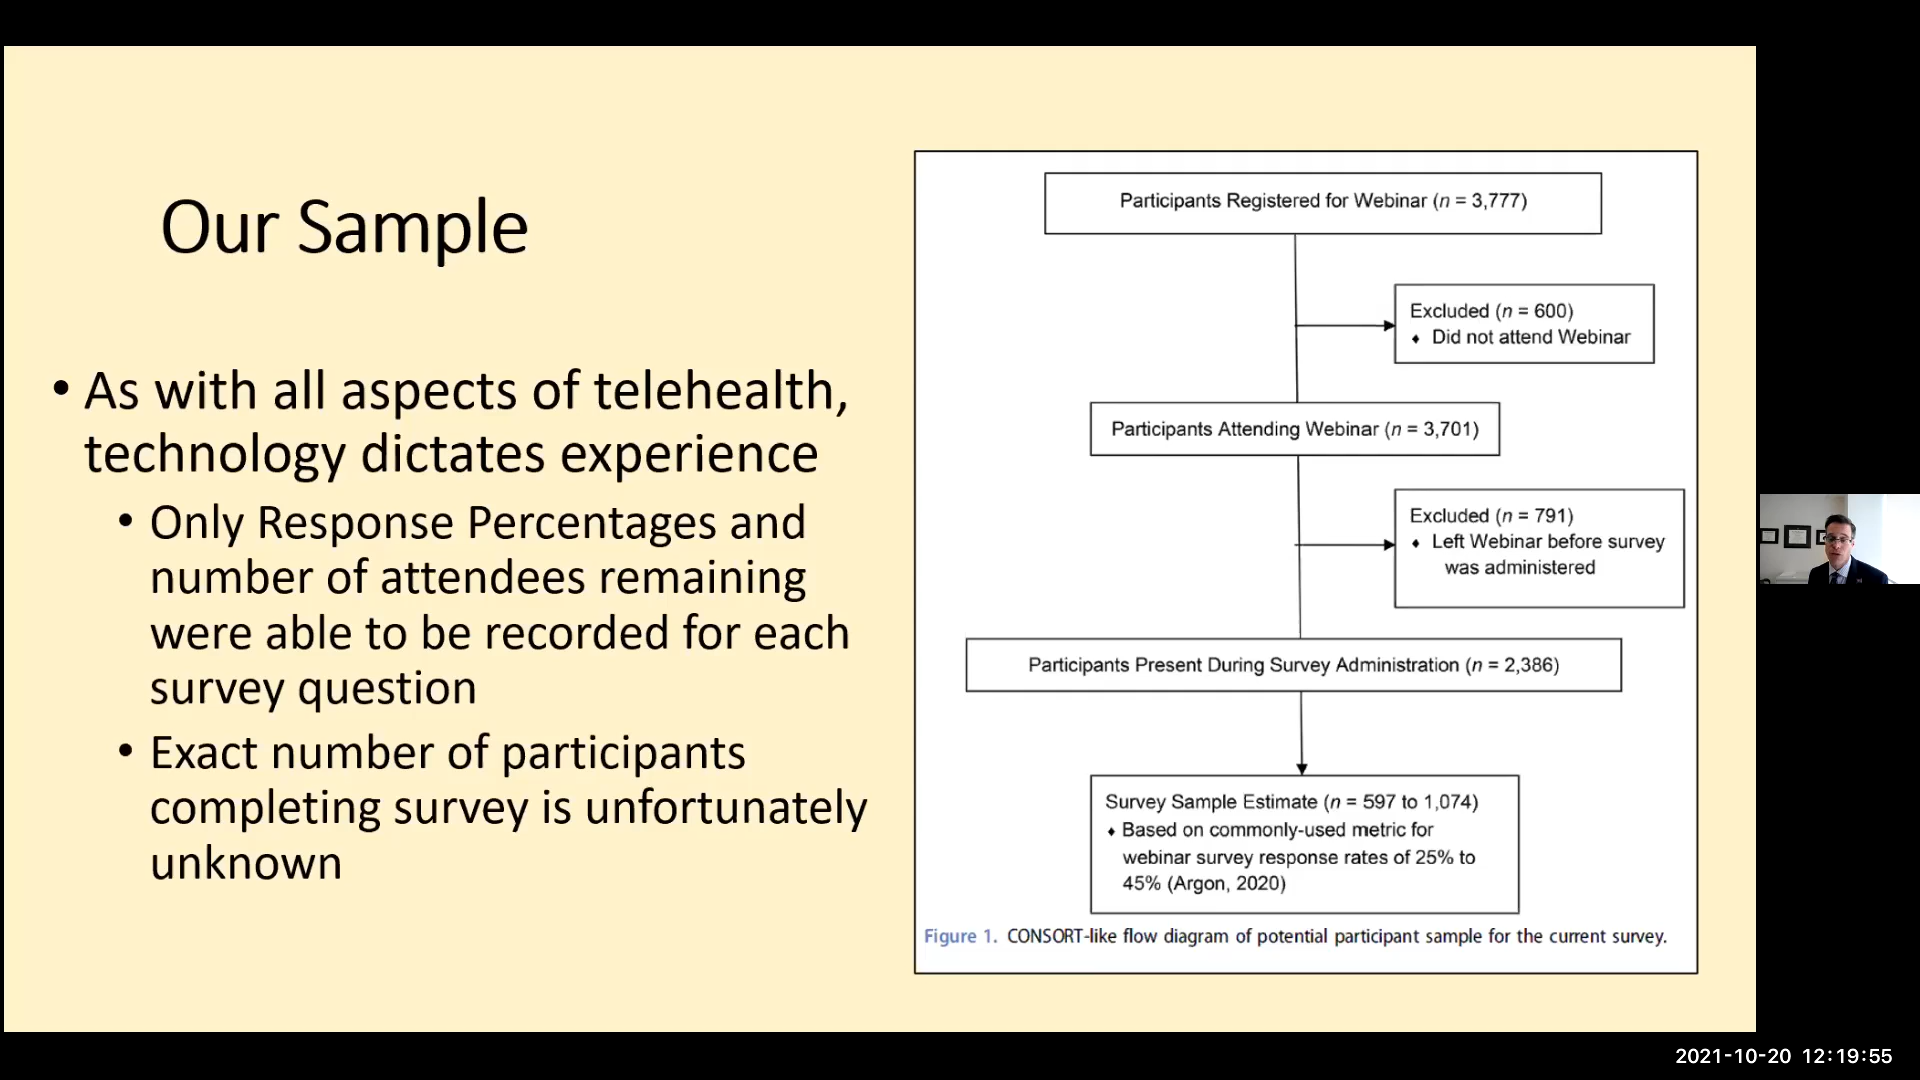 Our Sample
• As with all aspects of telehealth,
technology dictates experience
• Only Response Percentages and
number of attendees remaining
were able to be recorded for each
survey question
• Exact number of participants
completing survey is unfortunately
unknown
Participants Registered for Webinar (n = 3,777)
Excluded (n = 600)
♦ Did not attend Webinar
Participants Attending Webinar (n = 3,701)
Excluded (n = 791)
♦ Left Webinar before survey
was administered
Participants Present During Survey Administration (n = 2,386)
Survey Sample Estimate (n = 597 to 1,074)
♦ Based on commonly-used metric for
webinar survey response rates of 25% to
45% (Argon, 2020)
Figure 1. CONSORT-like flow diagram of potential participant sample for the current survey.
2021-10-20 12:19:55